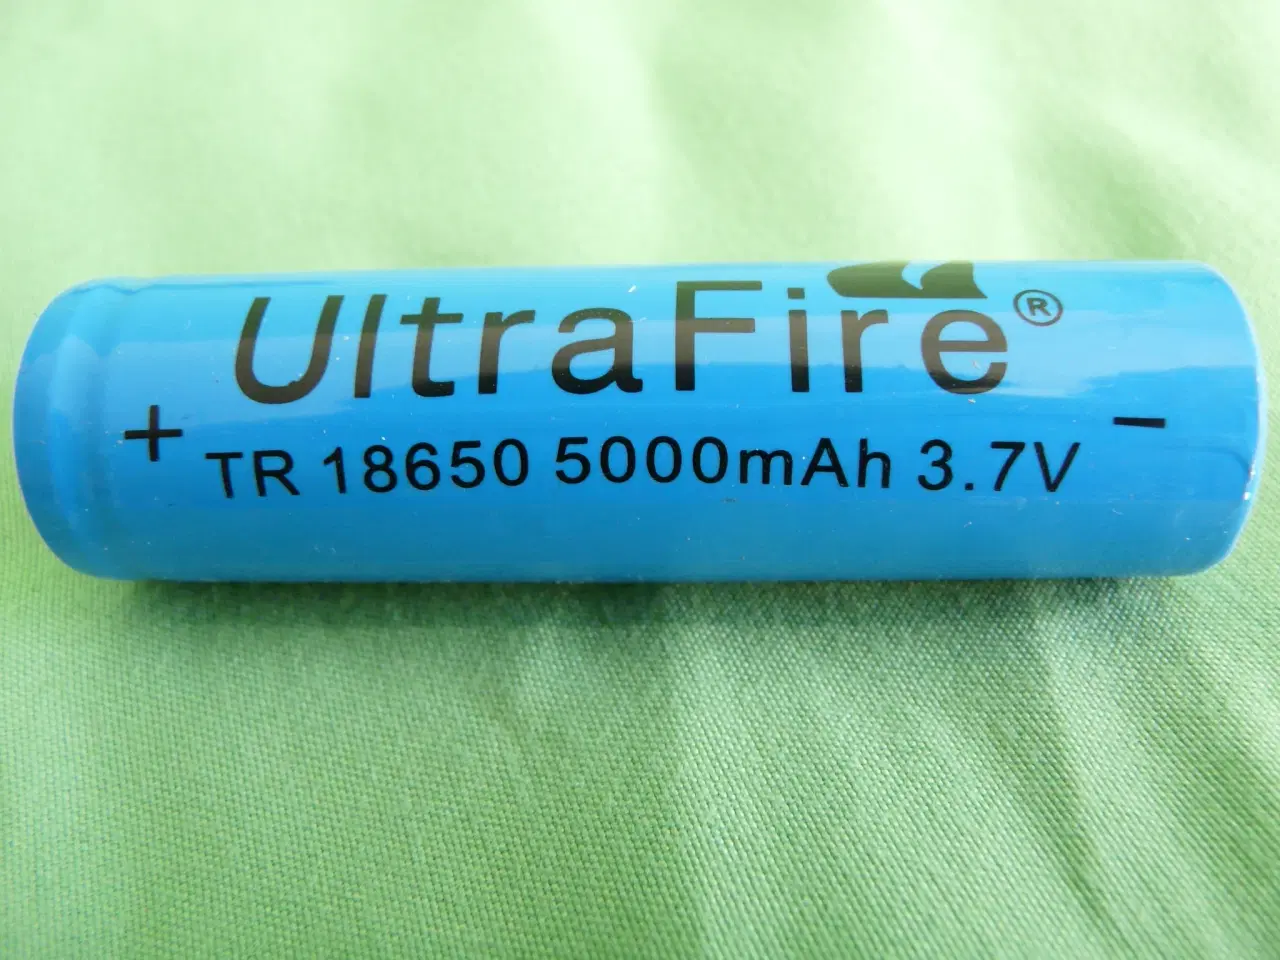 UltraFire®
+ TR 18650 5000mAh 3.7V −